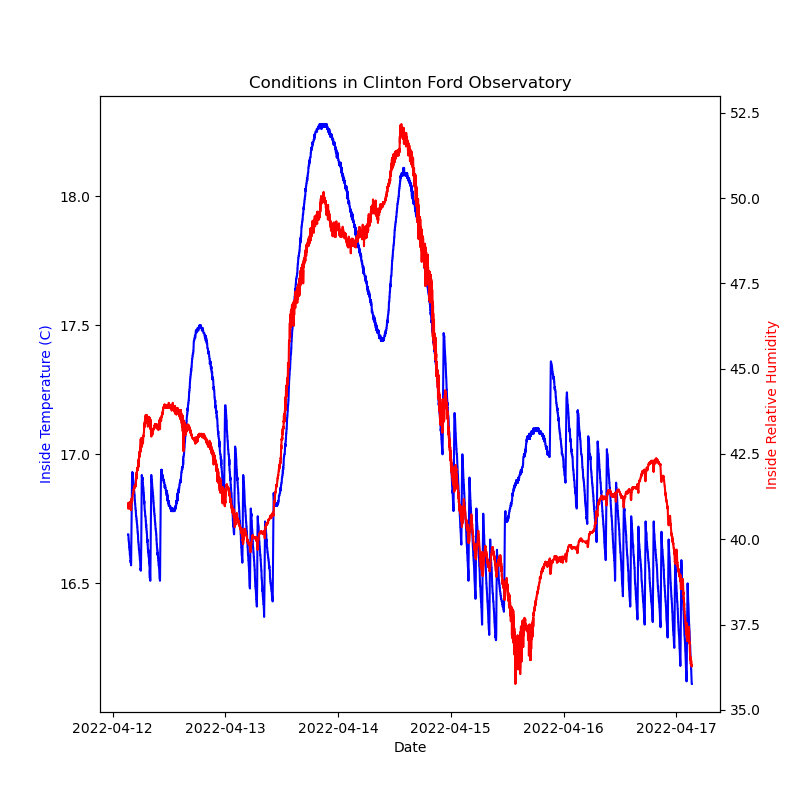 Conditions in Clinton Ford Observatory
52.5
18.0
50.0
47.5
17.5
45.0
Inside Temperature (C)
Inside Relative Humidity
17.0
42.5
40.0
16.5
37.5
35.0
2022-04-12 2022-04-13 2022-04-14 2022-04-15 2022-04-16 2022-04-17
Date